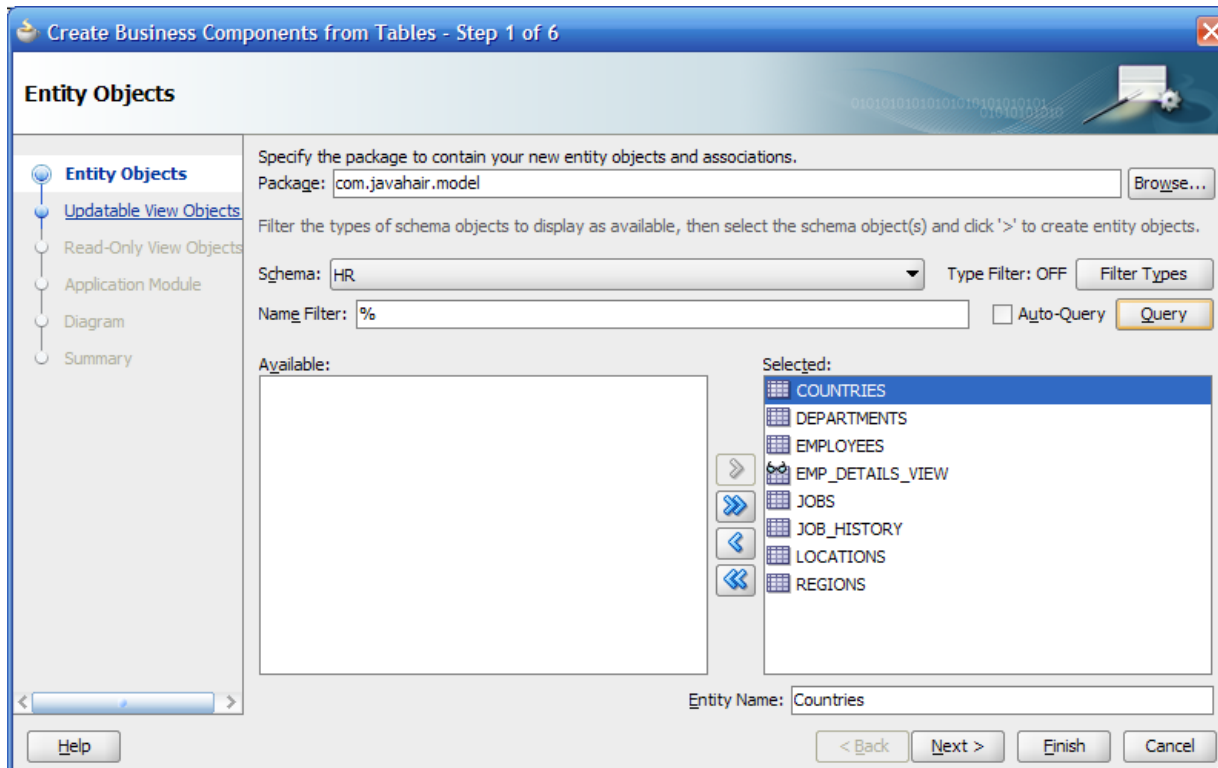 Create Business Components from Tables - Step 1 of 6
Entity Objects
Entity Objects
Updatable View Objects
Read-Only View Objects
Application Module
Diagram
Summary
Specify the package to contain your new entity objects and associations.
Package: com.javahair.model Browse...
Filter the types of schema objects to display as available, then select the schema object(s) and click '>' to create entity objects.
Schema: HR Type Filter: OFF Filter Types
Name Filter: % Auto-Query Query
Available: Selected:
COUNTRIES
DEPARTMENTS
EMPLOYEES
EMP_DETAILS_VIEW
JOBS
JOB_HISTORY
LOCATIONS
REGIONS
Entity Name: Countries
Help < Back Next > Finish Cancel